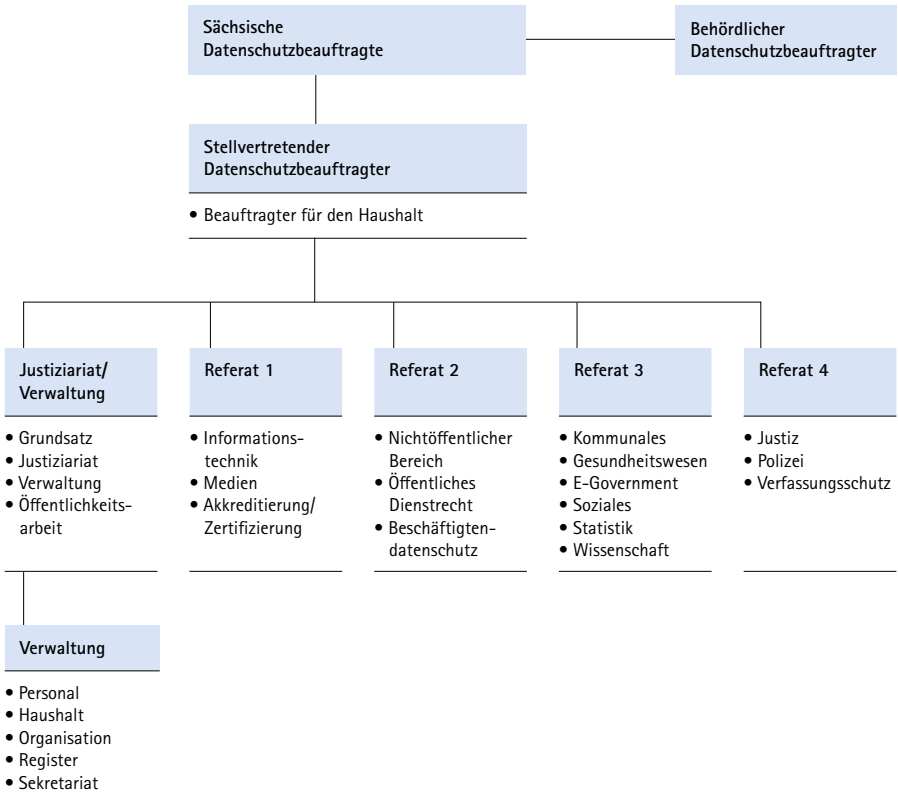 Sächsische
Datenschutzbeauftragte
Behördlicher
Datenschutzbeauftragter
Stellvertretender
Datenschutzbeauftragter
• Beauftragter für den Haushalt
Justiziariat/
Verwaltung
• Grundsatz
• Justiziariat
• Verwaltung
• Öffentlichkeits-
arbeit
Referat 1
• Informations-
technik
• Medien
• Akkreditierung/
Zertifizierung
Referat 2
• Nichtöffentlicher
Bereich
• Öffentliches
Dienstrecht
• Beschäftigten-
datenschutz
Referat 3
• Kommunales
• Gesundheitswesen
• E-Government
• Soziales
• Statistik
• Wissenschaft
Referat 4
• Justiz
• Polizei
• Verfassungsschutz
Verwaltung
• Personal
• Haushalt
• Organisation
• Register
• Sekretariat